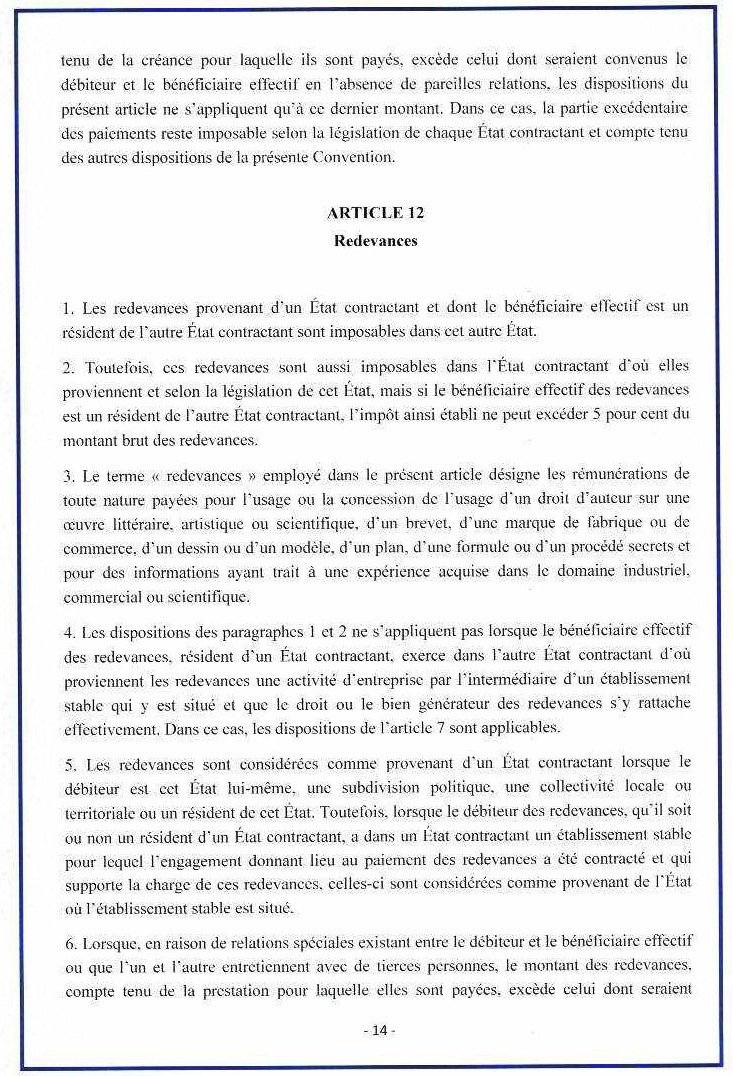 tenu de la créance pour laquelle ils sont payés, excède celui dont seraient convenus le
débiteur et le bénéficiaire effectif en l'absence de pareilles relations, les dispositions du
présent article ne s'appliquent qu'à ce dernier montant. Dans ce cas, la partie excédentaire
des paiements reste imposable selon la législation de chaque État contractant et compte tenu
des autres dispositions de la présente Convention.
ARTICLE 12
Redevances
1. Les redevances provenant d'un État contractant et dont le bénéficiaire effectif est un
résident de l'autre État contractant sont imposables dans cet autre État.
2. Toutefois, ces redevances sont aussi imposables dans l'État contractant d'où elles
proviennent et selon la législation de cet État, mais si le bénéficiaire effectif des redevances
est un résident de l'autre État contractant, l'impôt ainsi établi ne peut excéder 5 pour cent du
montant brut des redevances.
3. Le terme « redevances » employé dans le présent article désigne les rémunérations de
toute nature payées pour l'usage ou la concession de l'usage d'un droit d'auteur sur une
œuvre littéraire, artistique ou scientifique, d'un brevet, d'une marque de fabrique ou de
commerce, d'un dessin ou d'un modèle, d'un plan, d'une formule ou d'un procédé secrets et
pour des informations ayant trait à une expérience acquise dans le domaine industriel,
commercial ou scientifique.
4. Les dispositions des paragraphes 1 et 2 ne s'appliquent pas lorsque le bénéficiaire effectif
des redevances, résident d'un État contractant, exerce dans l'autre État contractant d'où
proviennent les redevances une activité d'entreprise par l'intermédiaire d'un établissement
stable qui y est situé et que le droit ou le bien générateur des redevances s'y rattache
effectivement. Dans ce cas, les dispositions de l'article 7 sont applicables.
5. Les redevances sont considérées comme provenant d'un État contractant lorsque le
débiteur est cet État lui-même, une subdivision politique, une collectivité locale ou
territoriale ou un résident de cet État. Toutefois, lorsque le débiteur des redevances, qu'il soit
ou non un résident d'un État contractant, a dans un État contractant un établissement stable
pour lequel l'engagement donnant lieu au paiement des redevances a été contracté et qui
supporte la charge de ces redevances, celles-ci sont considérées comme provenant de l'État
où l'établissement stable est situé.
6. Lorsque, en raison de relations spéciales existant entre le débiteur et le bénéficiaire effectif
ou que l'un et l'autre entretiennent avec de tierces personnes, le montant des redevances,
compte tenu de la prestation pour laquelle elles sont payées, excède celui dont seraient
- 14 -